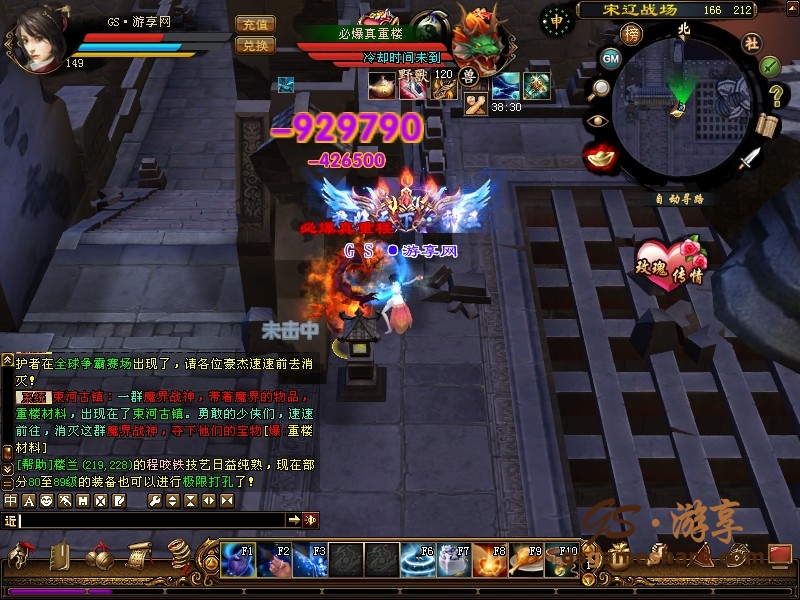 GS·游享网
149
充值
兑换
必爆真重楼
冷却时间未到
野兽 120
兽
38:30
申
宋辽战场 166 212
北
榜
社
GM
自动寻路
-929790
-426500
必爆真重楼
GS●游享网
未击中
玫瑰传情
护者在全球争霸赛场出现了，请各位豪杰速速前去消
灭！
系统 束河古镇：一群魔界战神，带着魔界的物品，
重楼材料，出现在了束河古镇。勇敢的少侠们，速速
前往，消灭这群魔界战神，夺下他们的宝物[爆·重楼
材料]
[帮助]楼兰(219,228)的程咬铁技艺日益纯熟，现在部
分80至89级的装备也可以进行极限打孔了！
中 A
近
F1 F2 F3 F6 F7 F8 F9 F10
1
GS·游享